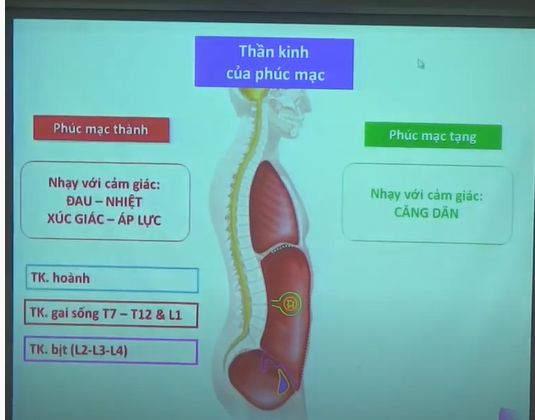 Thần kinh
của phúc mạc
Phúc mạc thành
Phúc mạc tạng
Nhạy với cảm giác:
ĐAU – NHIỆT
XÚC GIÁC – ÁP LỰC
Nhạy với cảm giác:
CĂNG DÃN
TK. hoành
TK. gai sống T7 – T12 & L1
TK. bịt (L2-L3-L4)